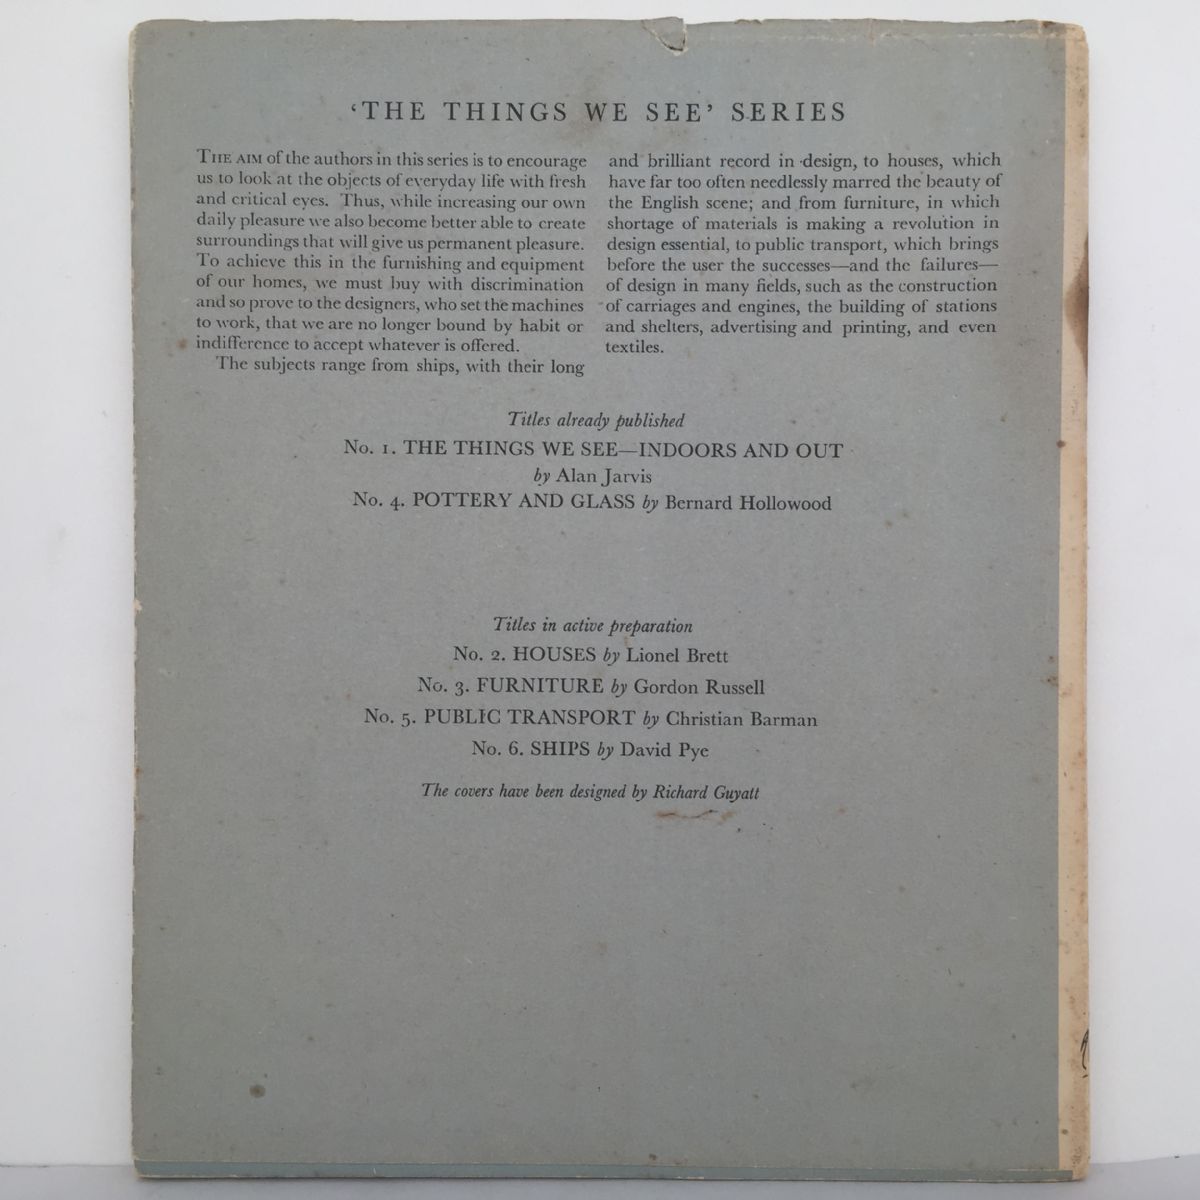 ‘THE THINGS WE SEE’ SERIES
THE AIM of the authors in this series is to encourage
us to look at the objects of everyday life with fresh
and critical eyes. Thus, while increasing our own
daily pleasure we also become better able to create
surroundings that will give us permanent pleasure.
To achieve this in the furnishing and equipment
of our homes, we must buy with discrimination
and so prove to the designers, who set the machines
to work, that we are no longer bound by habit or
indifference to accept whatever is offered.
The subjects range from ships, with their long
and brilliant record in design, to houses, which
have far too often needlessly marred the beauty of
the English scene; and from furniture, in which
shortage of materials is making a revolution in
design essential, to public transport, which brings
before the user the successes—and the failures—
of design in many fields, such as the construction
of carriages and engines, the building of stations
and shelters, advertising and printing, and even
textiles.
Titles already published
No. 1. THE THINGS WE SEE—INDOORS AND OUT
by Alan Jarvis
No. 4. POTTERY AND GLASS by Bernard Hollowood
Titles in active preparation
No. 2. HOUSES by Lionel Brett
No. 3. FURNITURE by Gordon Russell
No. 5. PUBLIC TRANSPORT by Christian Barman
No. 6. SHIPS by David Pye
The covers have been designed by Richard Guyatt